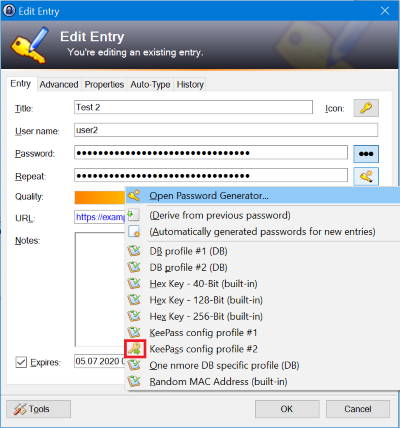 Edit Entry
Edit Entry
You're editing an existing entry.
Entry Advanced Properties Auto-Type History
Title: Test 2 Icon:
User name: user2
Password: ●●●●●●●●●●●●●●●●●●●●●●●●●●●●●●●● ●●●
Repeat: ●●●●●●●●●●●●●●●●●●●●●●●●●●●●●●●●
Quality:
URL: https://examp
Notes:
Open Password Generator...
(Derive from previous password)
(Automatically generated passwords for new entries)
DB profile #1 (DB)
DB profile #2 (DB)
Hex Key - 40-Bit (built-in)
Hex Key - 128-Bit (built-in)
Hex Key - 256-Bit (built-in)
KeePass config profile #1
KeePass config profile #2
One nmore DB specific profile (DB)
Random MAC Address (built-in)
Expires: 05.07.2020
Tools OK Cancel